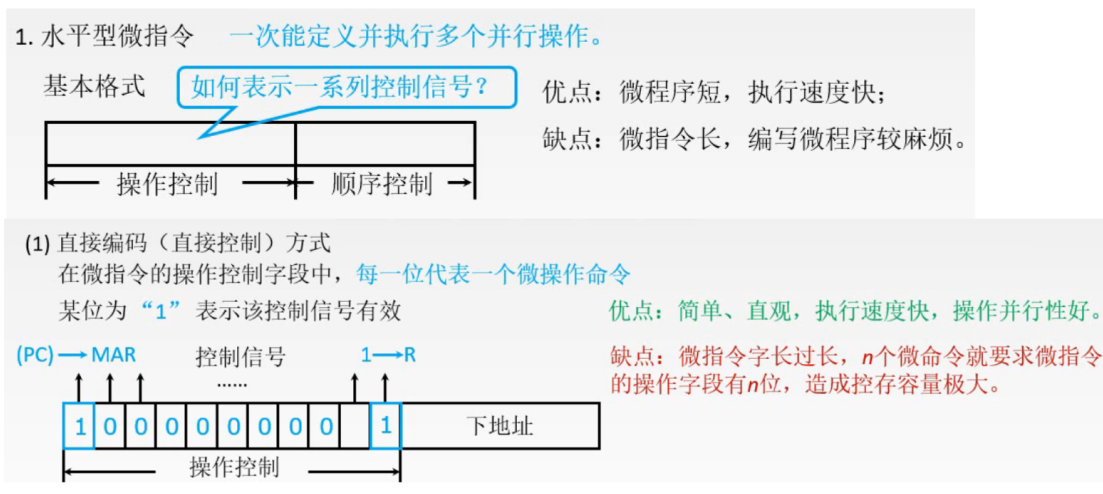 1. 水平型微指令 一次能定义并执行多个并行操作。
基本格式 如何表示一系列控制信号？
优点：微程序短，执行速度快；
缺点：微指令长，编写微程序较麻烦。
操作控制 顺序控制
(1) 直接编码（直接控制）方式
在微指令的操作控制字段中，每一位代表一个微操作命令
某位为“1”表示该控制信号有效
优点：简单、直观，执行速度快，操作并行性好。
缺点：微指令字长过长，n个微命令就要求微指令
的操作字段有n位，造成控存容量极大。
(PC)→MAR 控制信号 1→R
……
1 0 0 0 0 0 0 0 0 1 下地址
操作控制